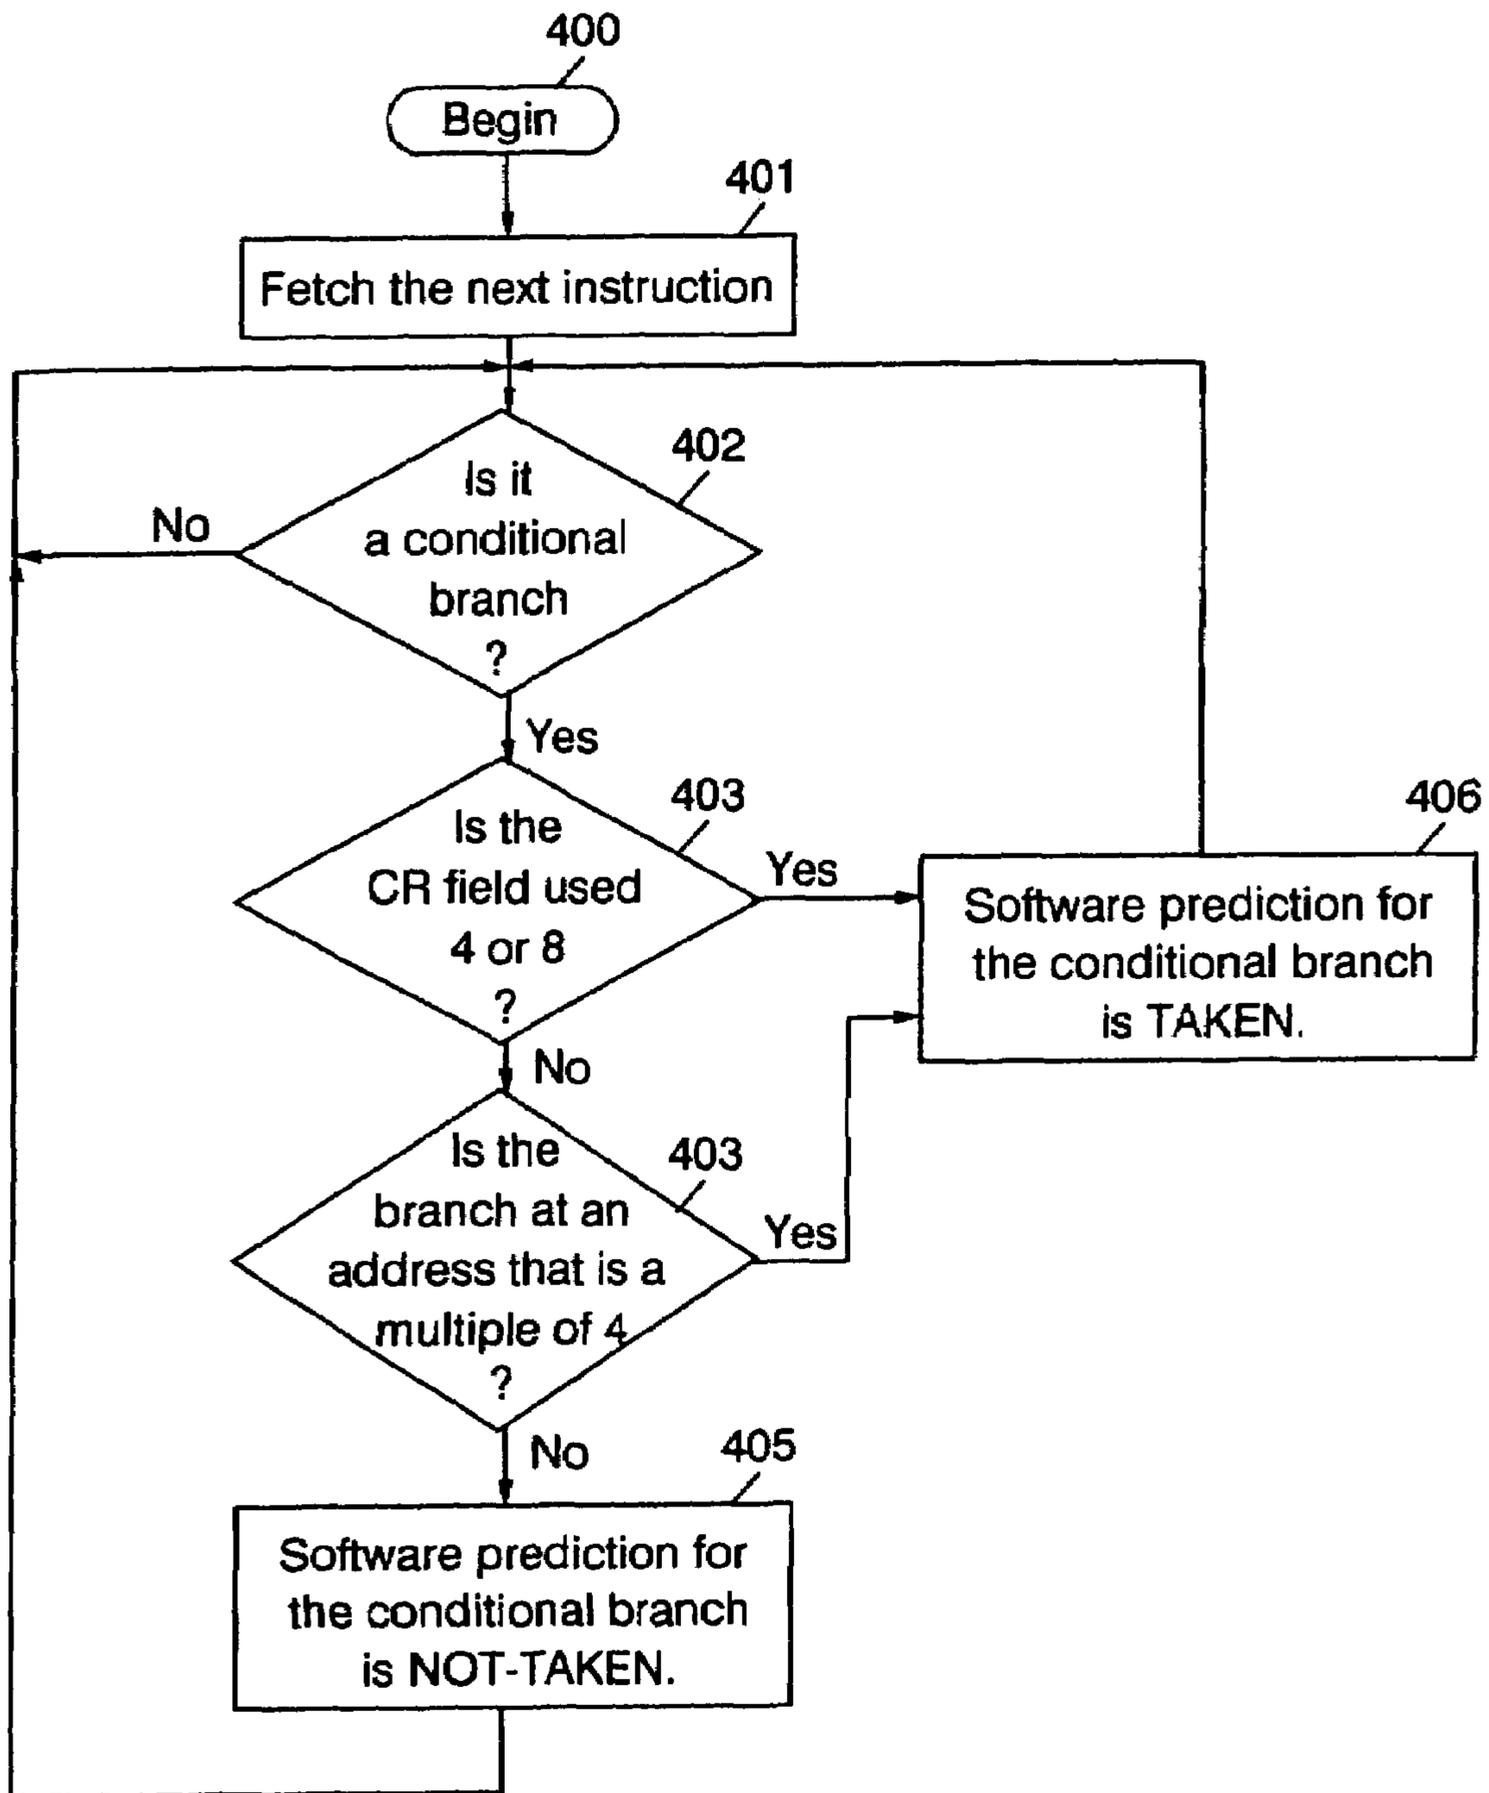 400
Begin
401
Fetch the next instruction
402
Is it
a conditional
branch
?
No
Yes
403
Is the
CR field used
4 or 8
?
Yes
No
406
Software prediction for
the conditional branch
is TAKEN.
403
Is the
branch at an
address that is a
multiple of 4
?
Yes
No
405
Software prediction for
the conditional branch
is NOT-TAKEN.